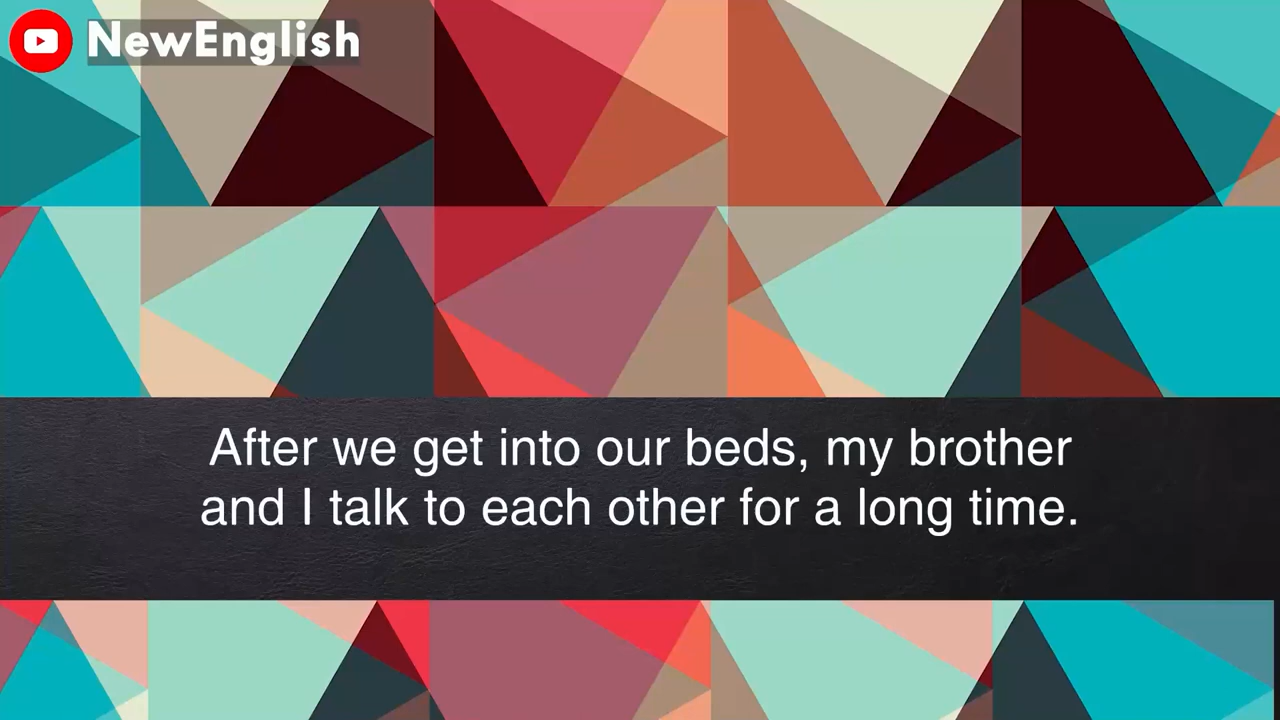 NewEnglish
After we get into our beds, my brother
and I talk to each other for a long time.